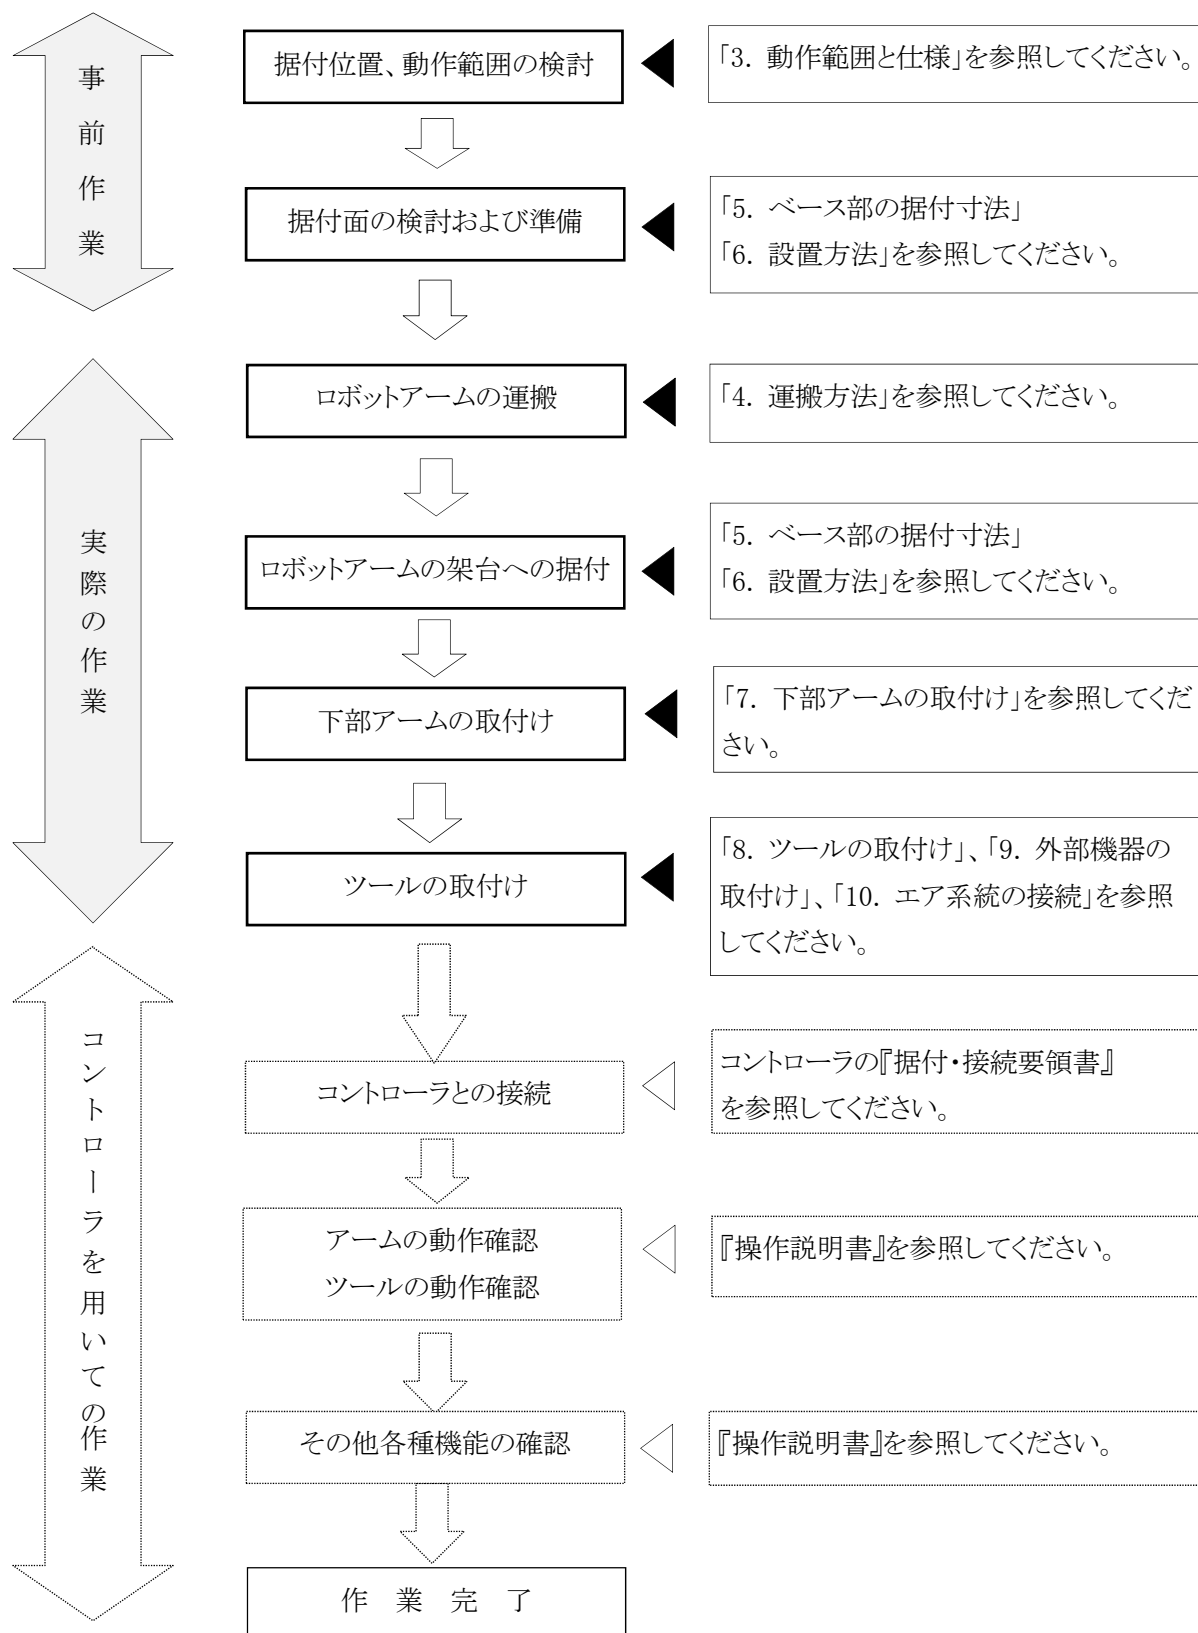 事前作業
据付位置、動作範囲の検討
「3. 動作範囲と仕様」を参照してください。
据付面の検討および準備
「5. ベース部の据付寸法」
「6. 設置方法」を参照してください。
実際の作業
ロボットアームの運搬
「4. 運搬方法」を参照してください。
ロボットアームの架台への据付
「5. ベース部の据付寸法」
「6. 設置方法」を参照してください。
下部アームの取付け
「7. 下部アームの取付け」を参照してくだ
さい。
ツールの取付け
「8. ツールの取付け」、「9. 外部機器の
取付け」、「10. エア系統の接続」を参照
してください。
コントローラを用いての作業
コントローラとの接続
コントローラの『据付・接続要領書』
を参照してください。
アームの動作確認
ツールの動作確認
『操作説明書』を参照してください。
その他各種機能の確認
『操作説明書』を参照してください。
作 業 完 了